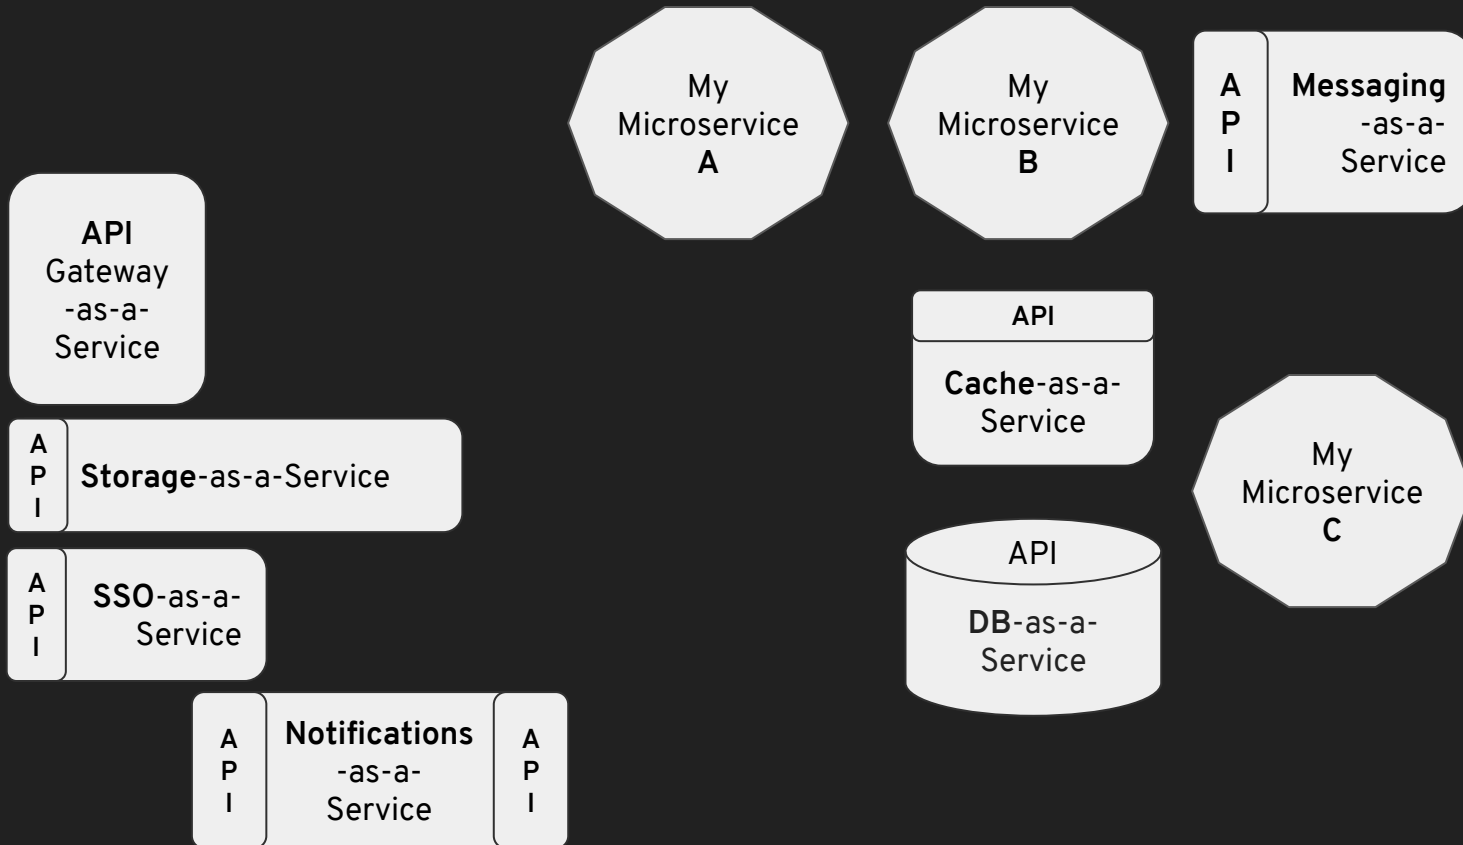 My
Microservice
A
My
Microservice
B
A
P
I
Messaging
-as-a-
Service
API
Gateway
-as-a-
Service
API
Cache-as-a-
Service
A
P
I
Storage-as-a-Service
My
Microservice
C
A
P
I
SSO-as-a-
Service
API
DB-as-a-
Service
A
P
I
Notifications
-as-a-
Service
A
P
I